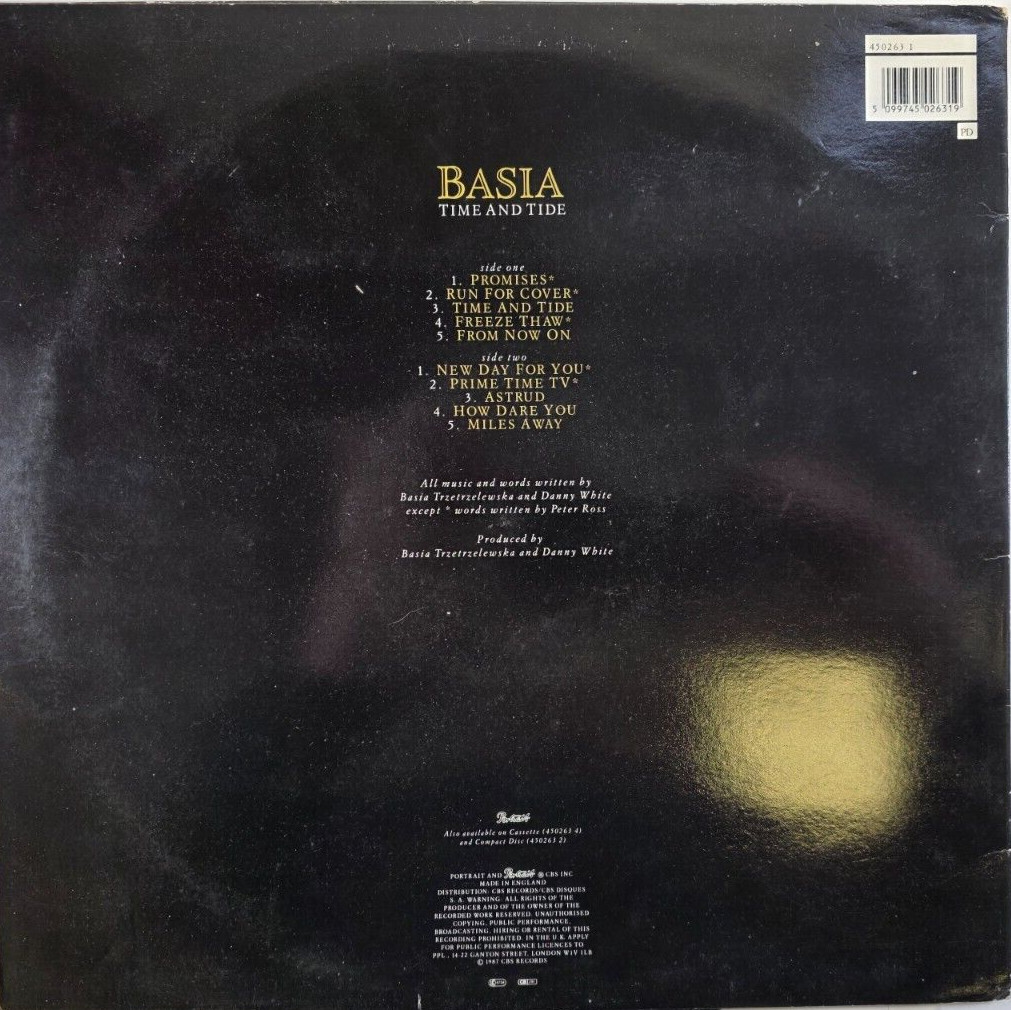 450263 1
5 099745 026319
PD
BASIA
TIME AND TIDE
side one
1. PROMISES*
2. RUN FOR COVER*
3. TIME AND TIDE
4. FREEZE THAW*
5. FROM NOW ON
side two
1. NEW DAY FOR YOU*
2. PRIME TIME TV*
3. ASTRUD
4. HOW DARE YOU
5. MILES AWAY
All music and words written by
Basia Trzetrzelewska and Danny White
except * words written by Peter Ross
Produced by
Basia Trzetrzelewska and Danny White
Portrait
Also available on Cassette (450263 4)
and Compact Disc (450263 2)
PORTRAIT AND Portrait ® CBS INC
MADE IN ENGLAND
DISTRIBUTION: CBS RECORDS/CBS DISQUES
S. A. WARNING: ALL RIGHTS OF THE
PRODUCER AND OF THE OWNER OF THE
RECORDED WORK RESERVED. UNAUTHORISED
COPYING, PUBLIC PERFORMANCE,
BROADCASTING, HIRING OR RENTAL OF THIS
RECORDING PROHIBITED. IN THE U.K. APPLY
FOR PUBLIC PERFORMANCE LICENCES TO
PPL., 14-22 GANTON STREET, LONDON W1V 1LB
© 1987 CBS RECORDS